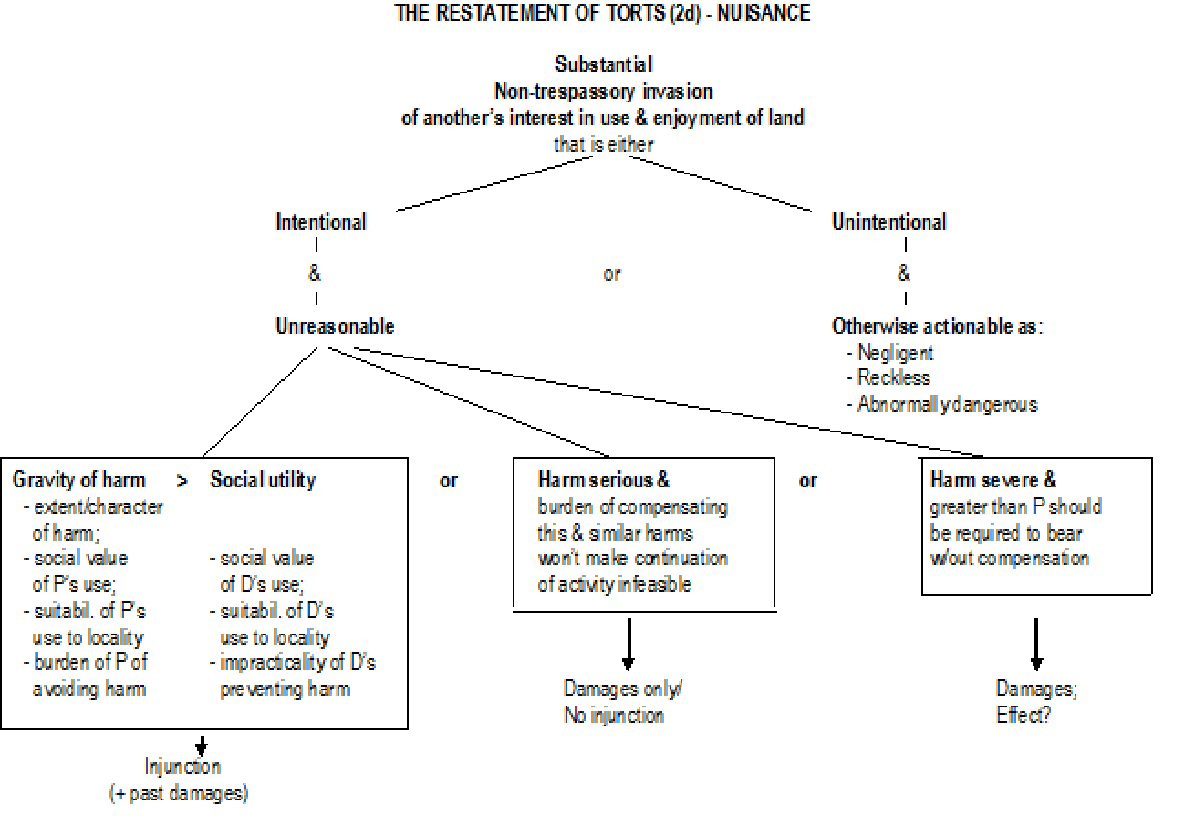 THE RESTATEMENT OF TORTS (2d) - NUISANCE
Substantial
Non-trespassory invasion
of another's interest in use & enjoyment of land
that is either
Intentional
Unintentional
&
or
&
Unreasonable
Otherwise actionable as:
- Negligent
- Reckless
- Abnormally dangerous
Gravity of harm > Social utility
- extent/character
of harm;
- social value
of P's use;
- suitabil. of P's
use to locality
- burden of P of
avoiding harm
- social value
of D's use;
- suitabil. of D's
use to locality
- impracticality of D's
preventing harm
or
Harm serious &
burden of compensating
this & similar harms
won't make continuation
of activity infeasible
or
Harm severe &
greater than P should
be required to bear
w/out compensation
Injunction
(+ past damages)
Damages only/
No injunction
Damages;
Effect?